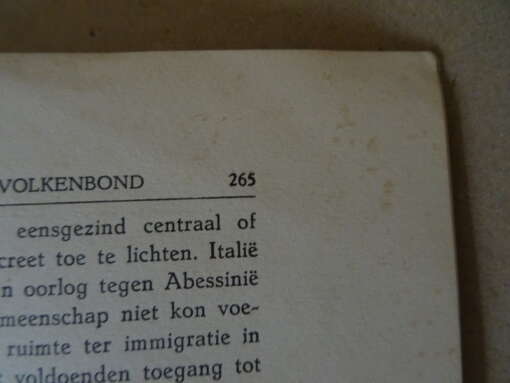 VOLKENBOND 265
eensgezind centraal of
creet toe te lichten. Italië
n oorlog tegen Abessinië
meenschap niet kon voe-
ruimte ter immigratie in
voldoenden toegang tot